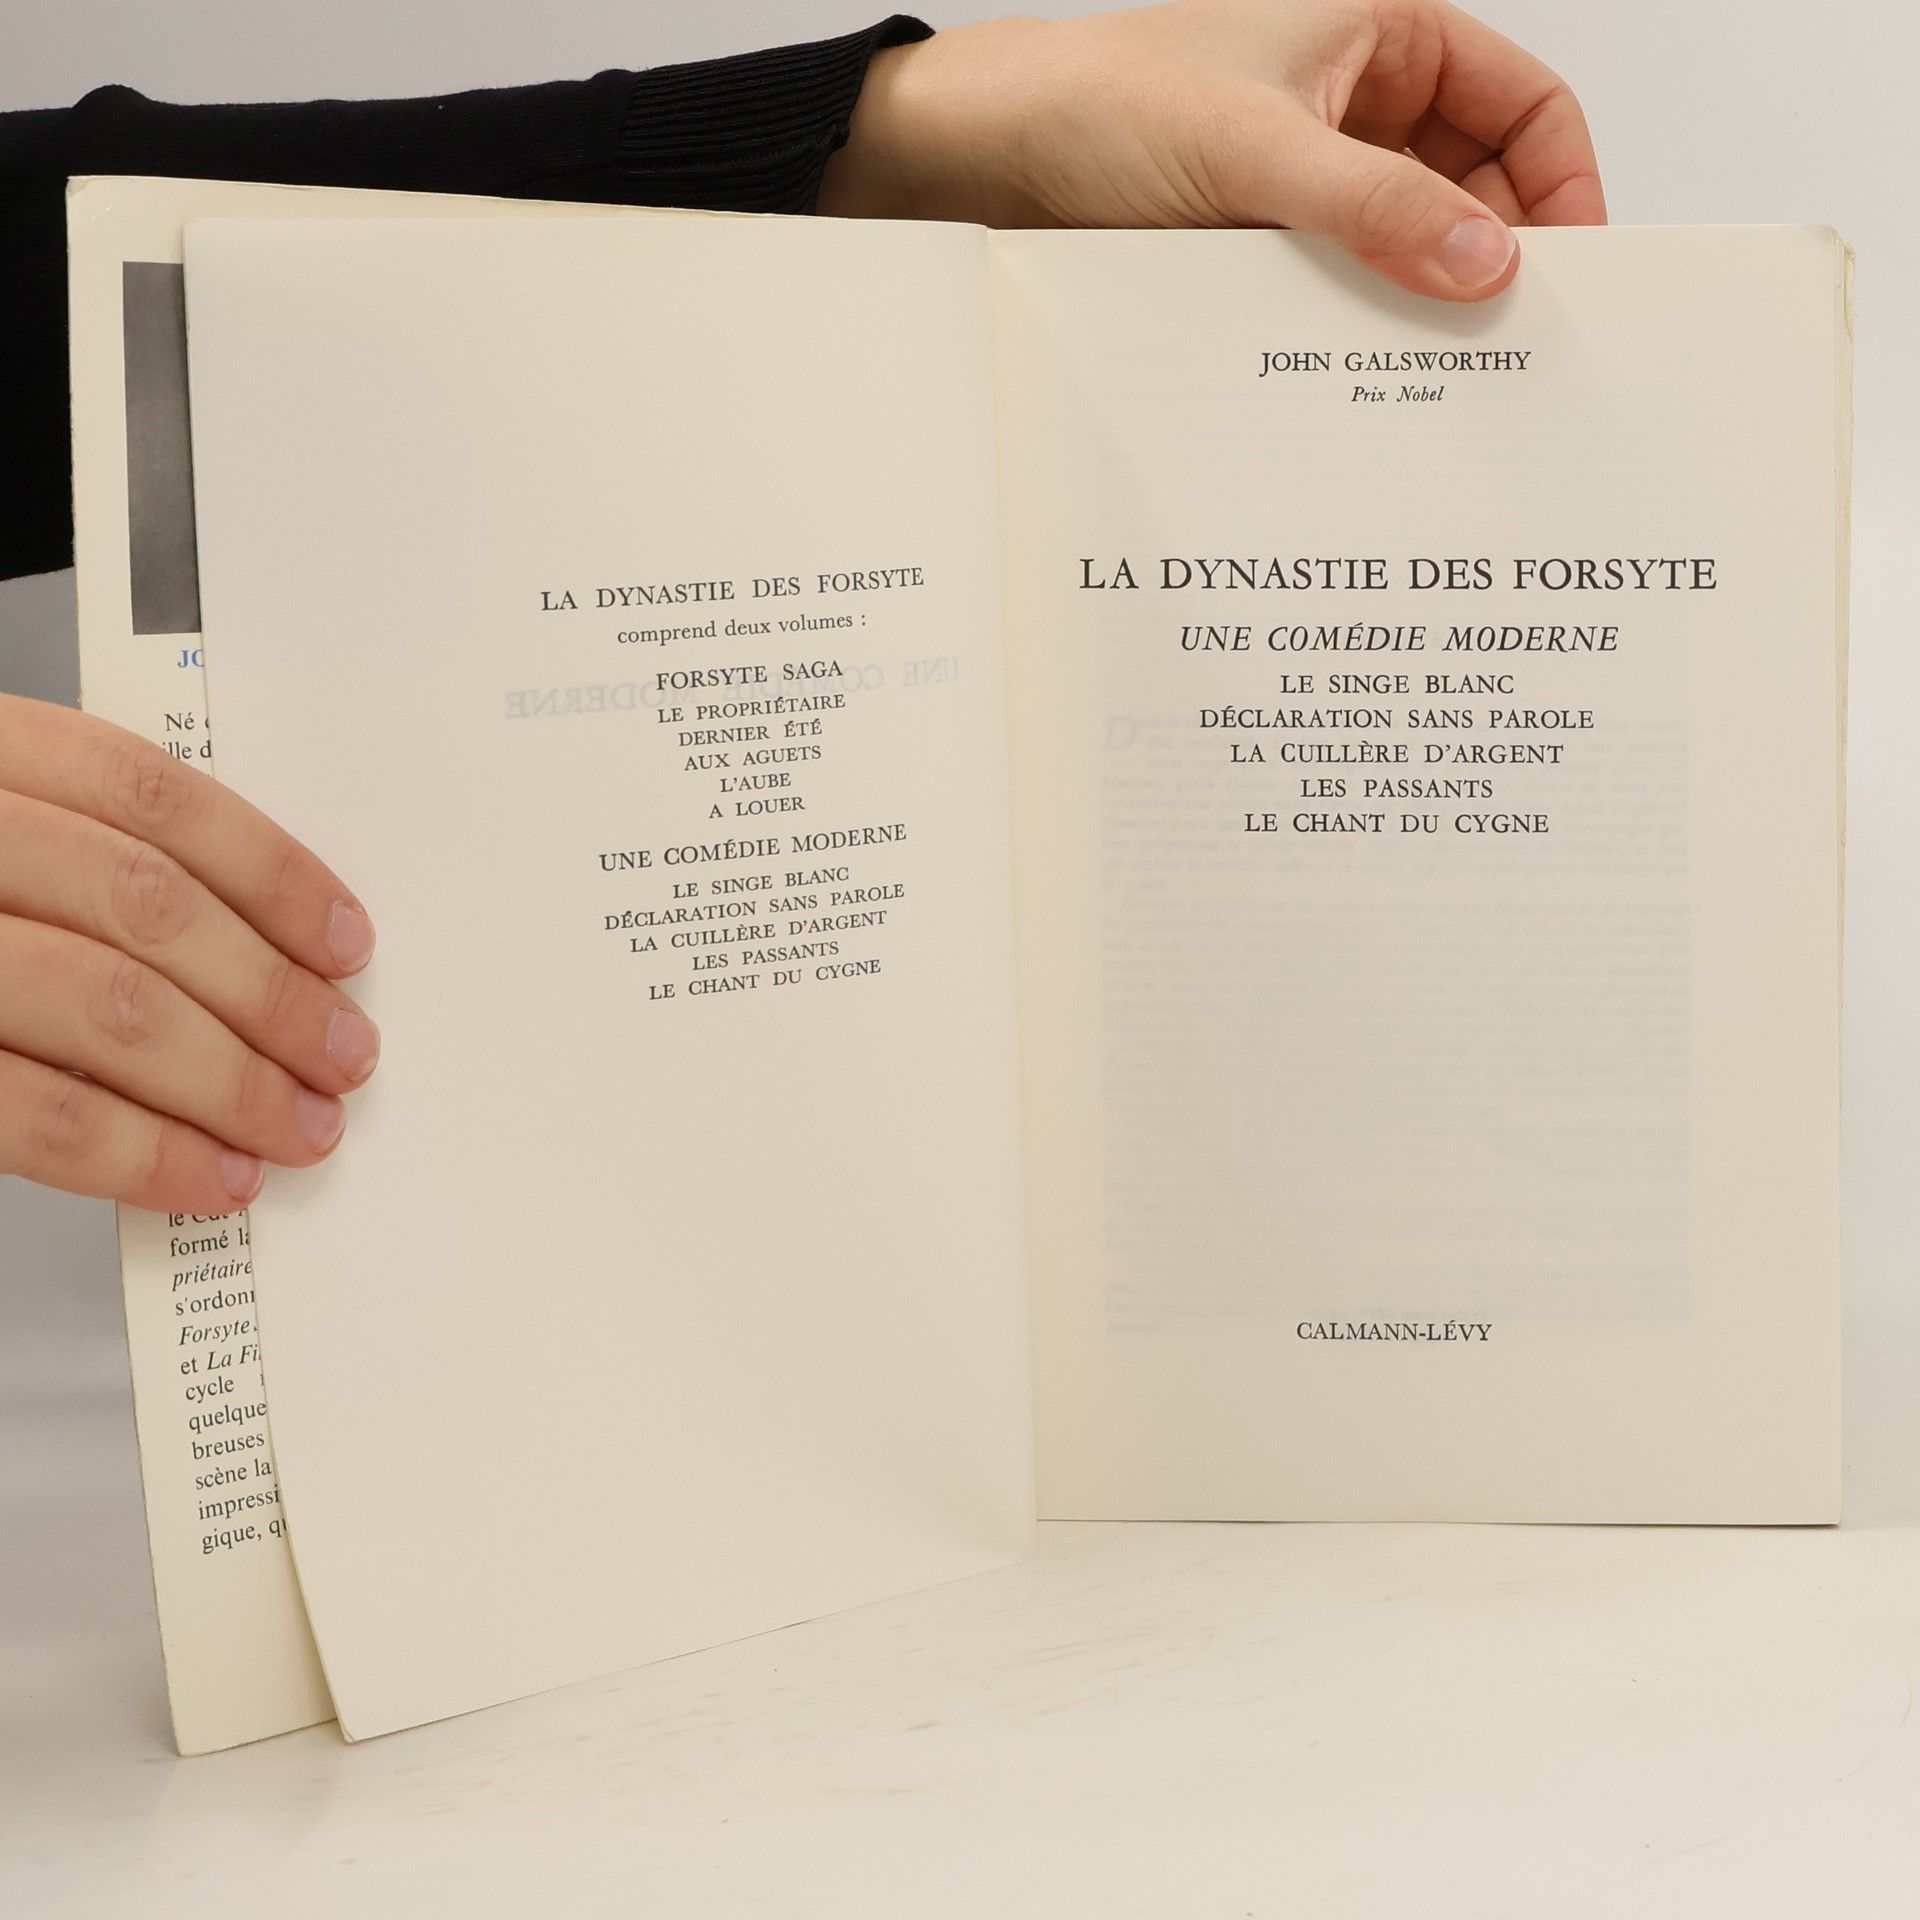 JO
Né
ille d
le
formé
priétaire
s'ordon
Forsyte
et La
cycle
quelque
breuses
scène la
impressi
gique,
LA DYNASTIE DES FORSYTE
comprend deux volumes :
FORSYTE SAGA
LE PROPRIÉTAIRE
DERNIER ÉTÉ
AUX AGUETS
L'AUBE
A LOUER
UNE COMÉDIE MODERNE
LE SINGE BLANC
DÉCLARATION SANS PAROLE
LA CUILLÈRE D'ARGENT
LES PASSANTS
LE CHANT DU CYGNE
JOHN GALSWORTHY
Prix Nobel
LA DYNASTIE DES FORSYTE
UNE COMÉDIE MODERNE
LE SINGE BLANC
DÉCLARATION SANS PAROLE
LA CUILLÈRE D'ARGENT
LES PASSANTS
LE CHANT DU CYGNE
CALMANN-LÉVY